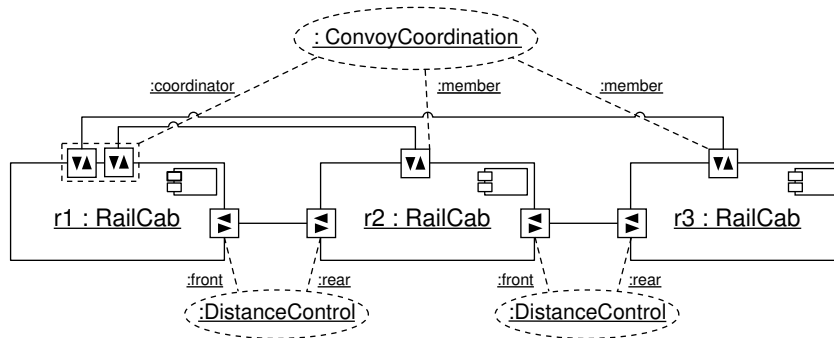 : ConvoyCoordination
:coordinator
:member
:member
r1 : RailCab
r2 : RailCab
r3 : RailCab
:front
:rear
:front
:rear
:DistanceControl
:DistanceControl